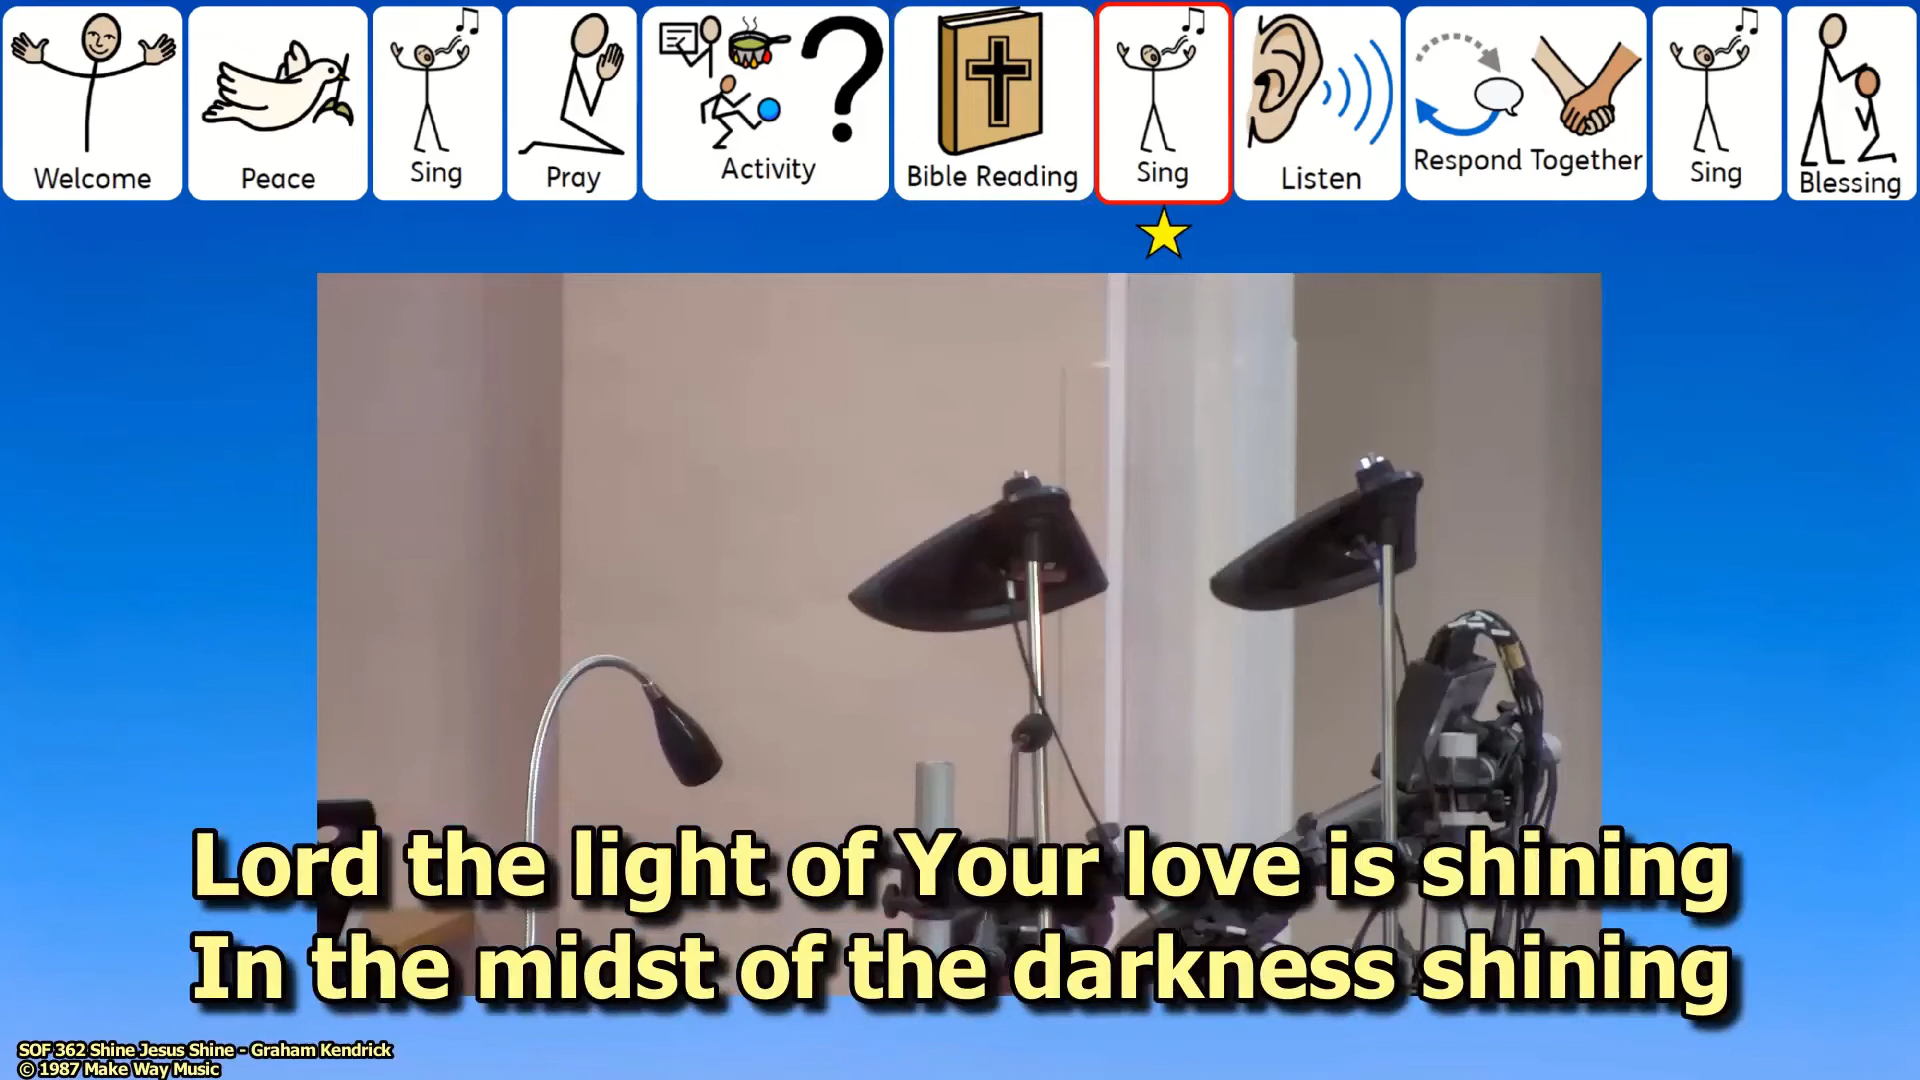 Welcome
Peace
Sing
Pray
Activity
?
Bible Reading
Sing
Listen
Respond Together
Sing
Blessing
Lord the light of Your love is shining
In the midst of the darkness shining
SOF 362 Shine Jesus Shine - Graham Kendrick
© 1987 Make Way Music